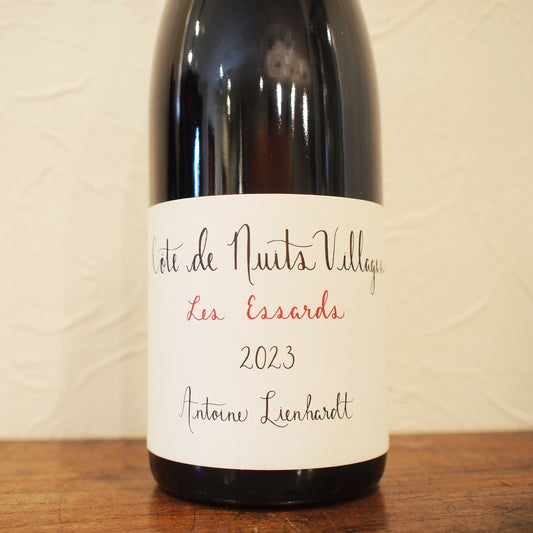 Côte de Nuits Villages
Les Essards
2023
Antoine Lienhardt